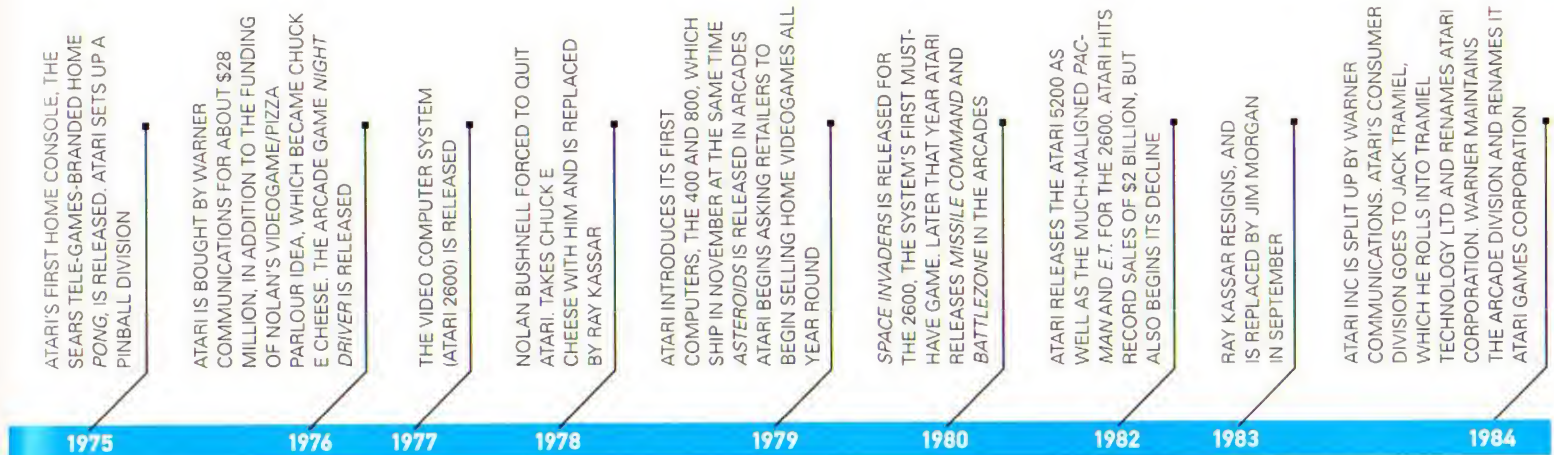 ATARI'S FIRST HOME CONSOLE, THE
SEARS TELE-GAMES-BRANDED HOME
PONG, IS RELEASED. ATARI SETS UP A
PINBALL DIVISION
1975
ATARI IS BOUGHT BY WARNER
COMMUNICATIONS FOR ABOUT $28
MILLION, IN ADDITION TO THE FUNDING
OF NOLAN'S VIDEOGAME/PIZZA
PARLOUR IDEA, WHICH BECAME CHUCK
E CHEESE. THE ARCADE GAME NIGHT
DRIVER IS RELEASED
1976
THE VIDEO COMPUTER SYSTEM
(ATARI 2600) IS RELEASED
1977
NOLAN BUSHNELL FORCED TO QUIT
ATARI. TAKES CHUCK E
CHEESE WITH HIM AND IS REPLACED
BY RAY KASSAR
1978
ATARI INTRODUCES ITS FIRST
COMPUTERS, THE 400 AND 800, WHICH
SHIP IN NOVEMBER AT THE SAME TIME
ASTEROIDS IS RELEASED IN ARCADES
ATARI BEGINS ASKING RETAILERS TO
BEGIN SELLING HOME VIDEOGAMES ALL
YEAR ROUND
1979
SPACE INVADERS IS RELEASED FOR
THE 2600, THE SYSTEM'S FIRST MUST-
HAVE GAME. LATER THAT YEAR ATARI
RELEASES MISSILE COMMAND AND
BATTLEZONE IN THE ARCADES
1980
ATARI RELEASES THE ATARI 5200 AS
WELL AS THE MUCH-MALIGNED PAC-
MAN AND E.T. FOR THE 2600. ATARI HITS
RECORD SALES OF $2 BILLION, BUT
ALSO BEGINS ITS DECLINE
1982
RAY KASSAR RESIGNS, AND
IS REPLACED BY JIM MORGAN
IN SEPTEMBER
1983
ATARI INC IS SPLIT UP BY WARNER
COMMUNICATIONS. ATARI'S CONSUMER
DIVISION GOES TO JACK TRAMIEL,
WHICH HE ROLLS INTO TRAMIEL
TECHNOLOGY LTD AND RENAMES ATARI
CORPORATION. WARNER MAINTAINS
THE ARCADE DIVISION AND RENAMES IT
ATARI GAMES CORPORATION
1984